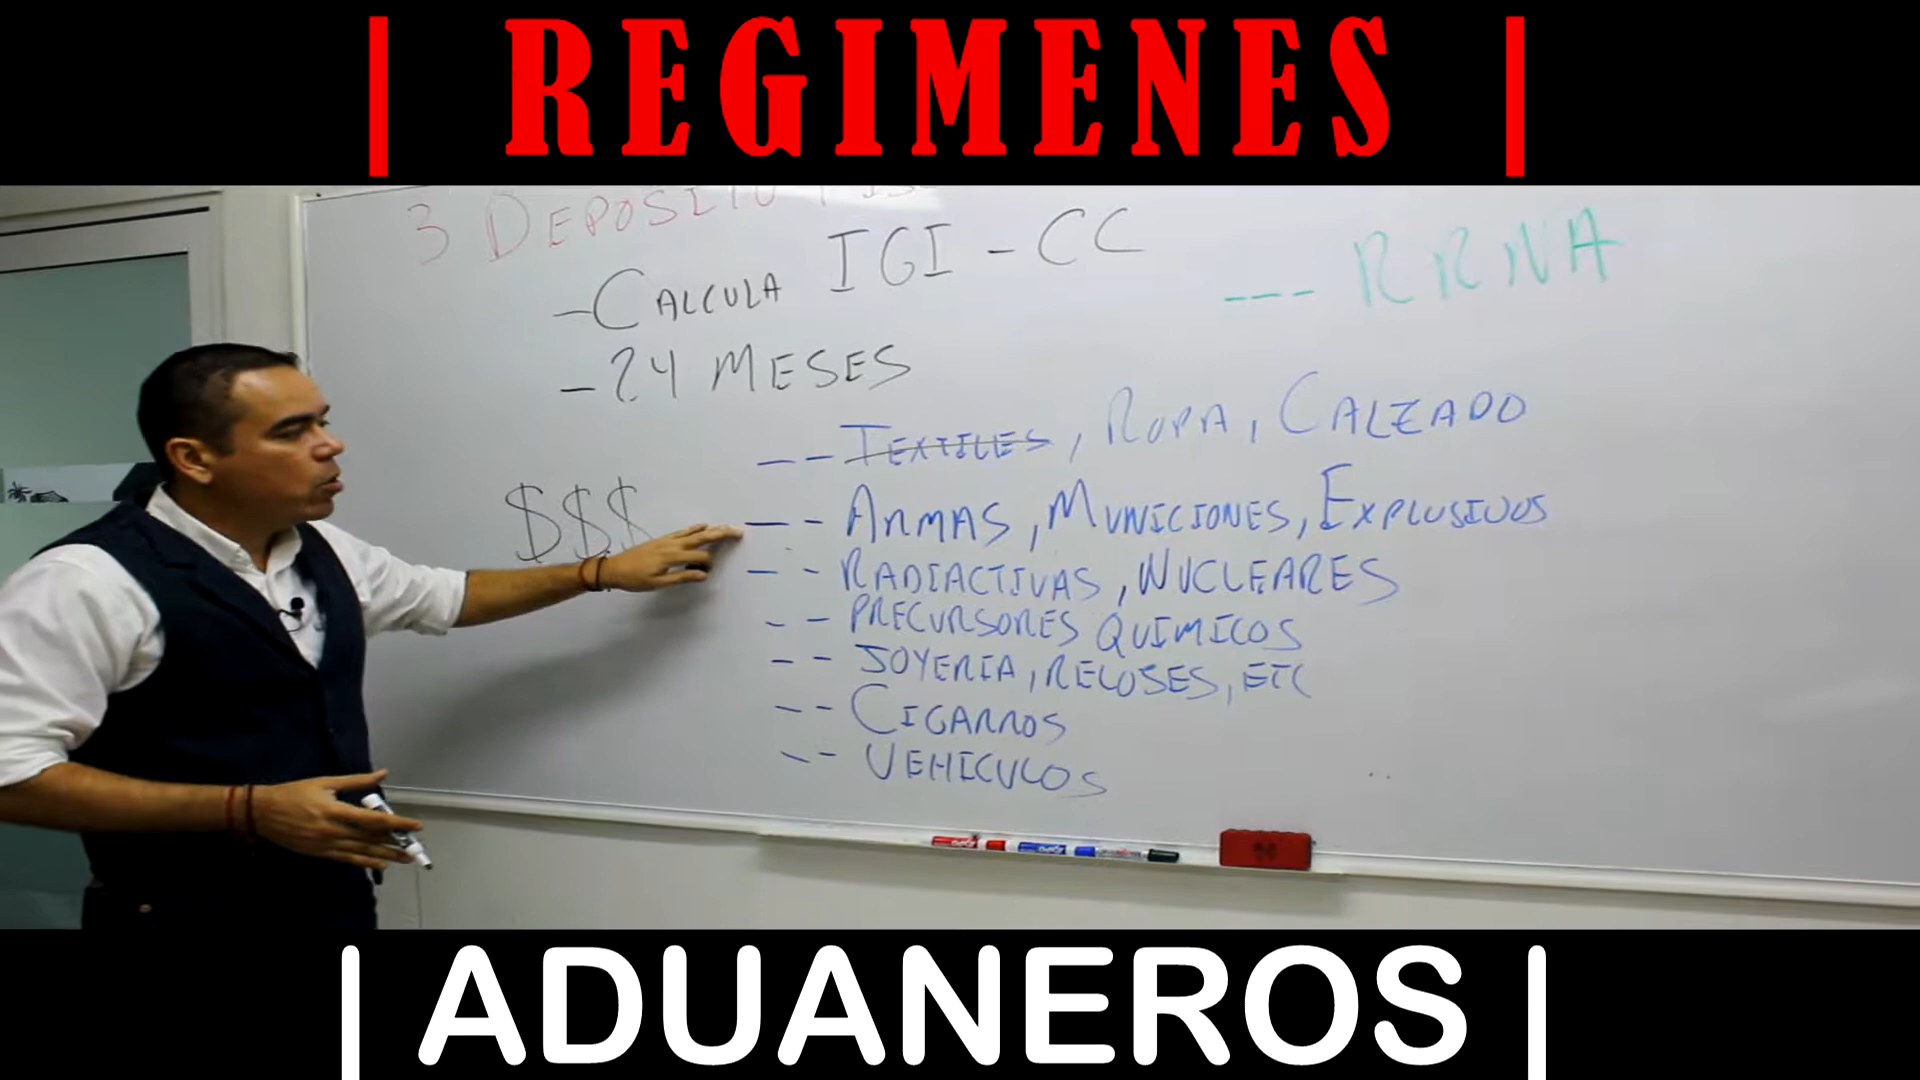 | REGIMENES |
3 DEPOSITO
- CALCULA IGI - CC
--- RRNA
- 24 MESES
-- TEXTILES, ROPA, CALZADO
$$$
-- ARMAS, MUNICIONES, EXPLOSIVOS
-- RADIACTIVAS, NUCLEARES
-- PRECURSORES QUIMICOS
-- JOYERIA, RELOJES, ETC
-- CIGARROS
-- VEHICULOS
| ADUANEROS |